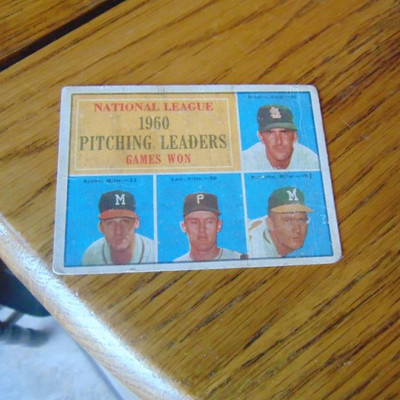 NATIONAL LEAGUE
1960
PITCHING LEADERS
GAMES WON
M
P
M